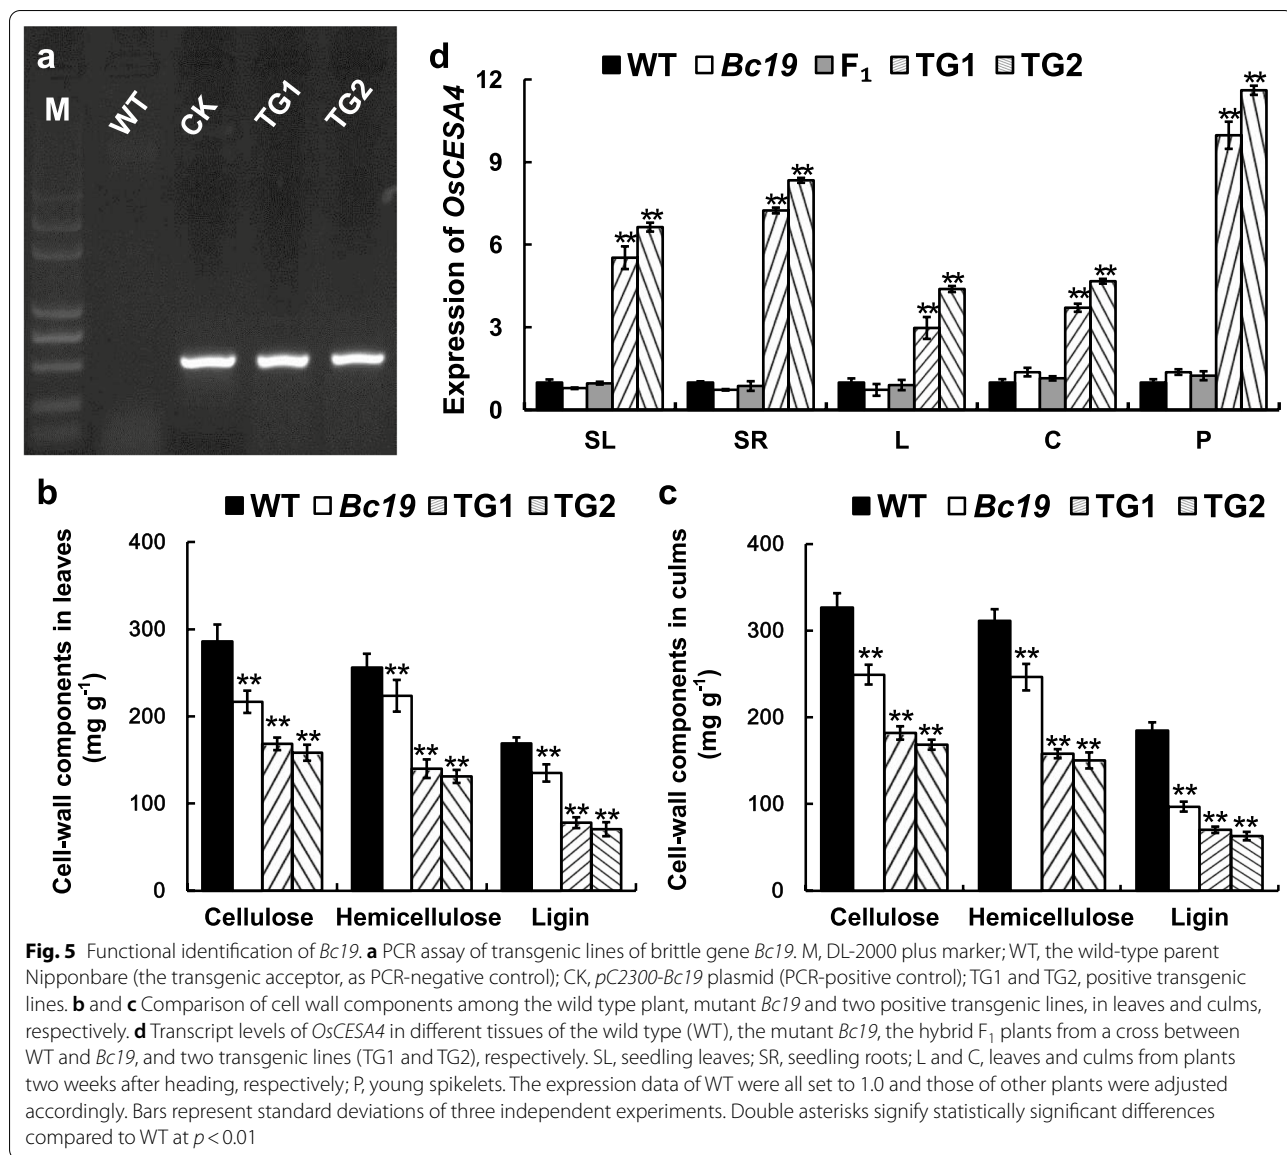 a
M
WT
CK
TG1
TG2
d
WT Bc19 F₁ TG1 TG2
Expression of OsCESA4
12
9
6
3
0
** ** ** ** ** ** ** ** ** **
SL SR L C P
b
WT Bc19 TG1 TG2
Cell-wall components in leaves
(mg g⁻¹)
400
300
200
100
0
** ** ** ** ** ** ** ** **
Cellulose Hemicellulose Ligin
c
WT Bc19 TG1 TG2
Cell-wall components in culms
(mg g⁻¹)
400
300
200
100
0
** ** ** ** ** ** ** ** **
Cellulose Hemicellulose Ligin
Fig. 5 Functional identification of Bc19. a PCR assay of transgenic lines of brittle gene Bc19. M, DL-2000 plus marker; WT, the wild-type parent
Nipponbare (the transgenic acceptor, as PCR-negative control); CK, pC2300-Bc19 plasmid (PCR-positive control); TG1 and TG2, positive transgenic
lines. b and c Comparison of cell wall components among the wild type plant, mutant Bc19 and two positive transgenic lines, in leaves and culms,
respectively. d Transcript levels of OsCESA4 in different tissues of the wild type (WT), the mutant Bc19, the hybrid F₁ plants from a cross between
WT and Bc19, and two transgenic lines (TG1 and TG2), respectively. SL, seedling leaves; SR, seedling roots; L and C, leaves and culms from plants
two weeks after heading, respectively; P, young spikelets. The expression data of WT were all set to 1.0 and those of other plants were adjusted
accordingly. Bars represent standard deviations of three independent experiments. Double asterisks signify statistically significant differences
compared to WT at p < 0.01